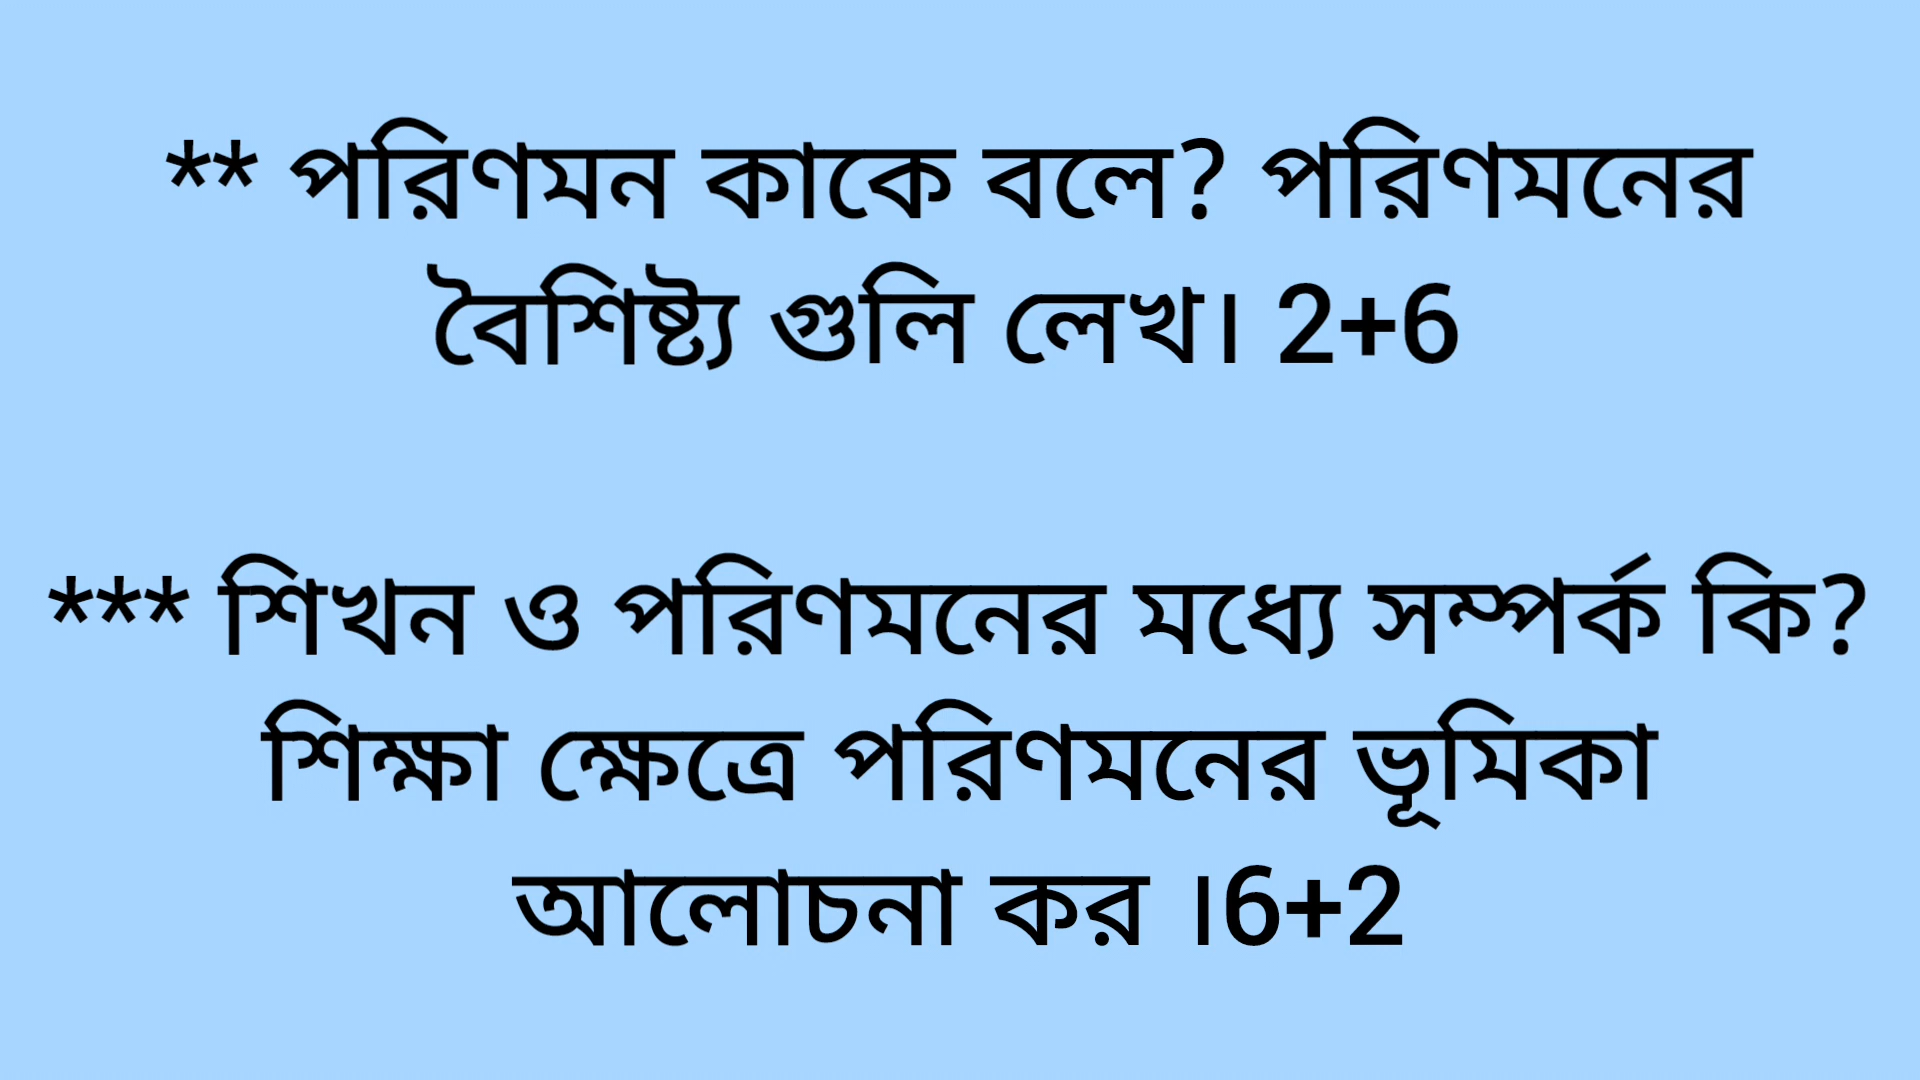 ** পরিণমন কাকে বলে? পরিণমনের
বৈশিষ্ট্য গুলি লেখ। 2+6
*** শিখন ও পরিণমনের মধ্যে সম্পর্ক কি?
শিক্ষা ক্ষেত্রে পরিণমনের ভূমিকা
আলোচনা কর ।6+2